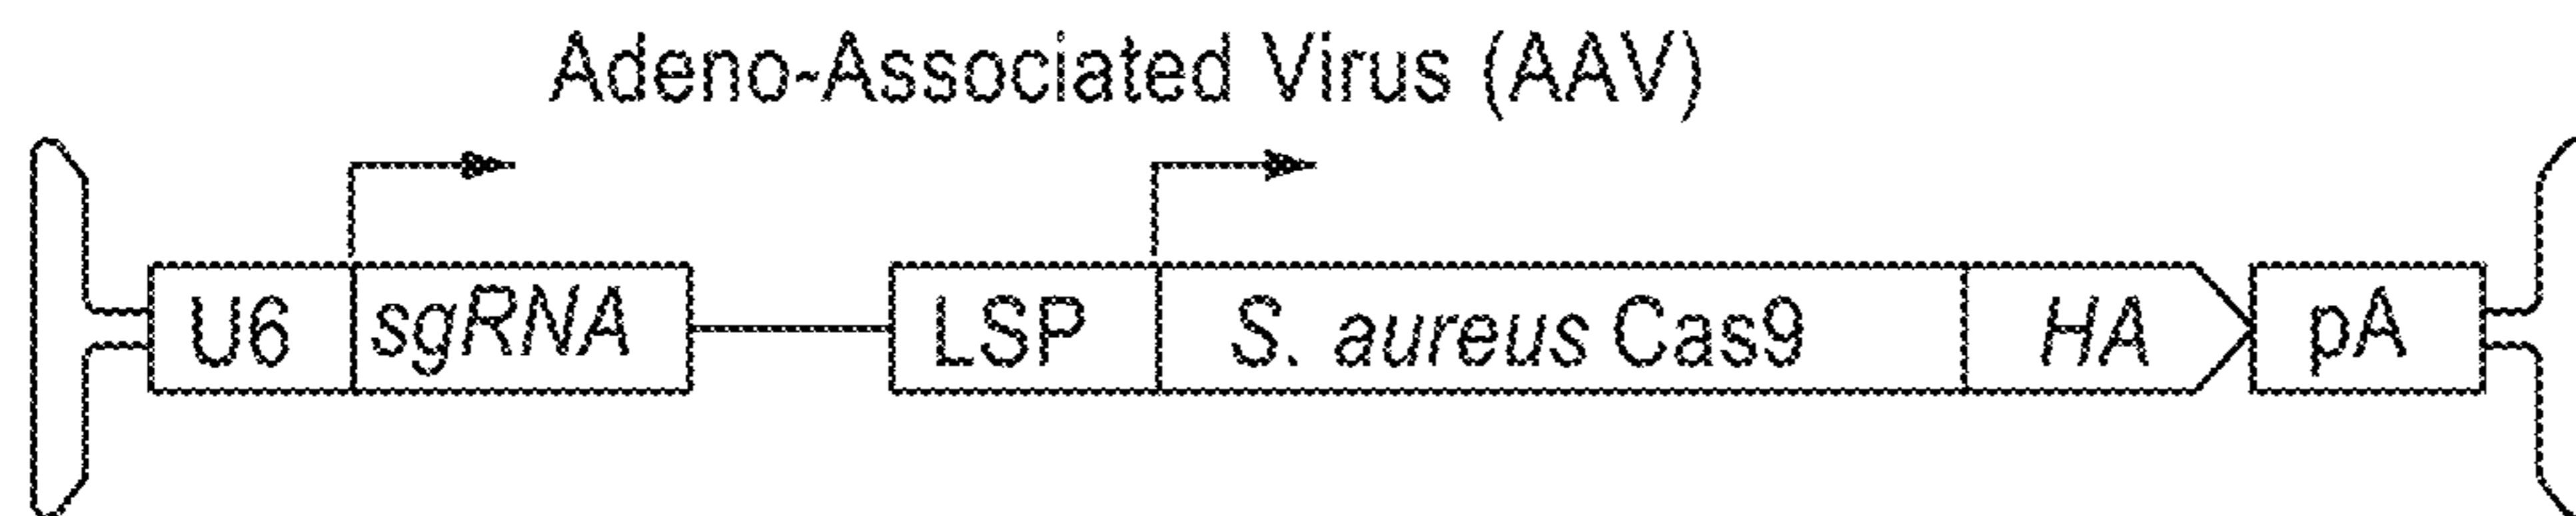 Adeno-Associated Virus (AAV)
U6 sgRNA LSP S. aureus Cas9 HA pA